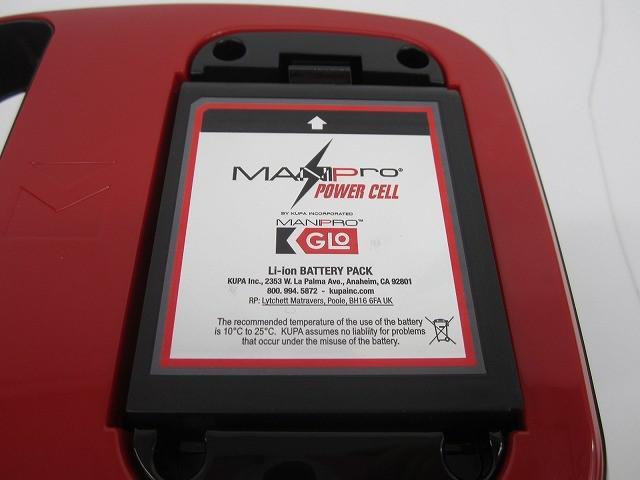 MANIPro®
POWER CELL
BY KUPA INCORPORATED
MANIPRO™
KGLO
Li-ion BATTERY PACK
KUPA Inc., 2353 W. La Palma Ave., Anaheim, CA 92801
800. 994. 5872 - kupainc.com
RP: Lytchett Matravers, Poole, BH16 6FA UK
The recommended temperature of the use of the battery
is 10°C to 25°C. KUPA assumes no liability for problems
that occur under the misuse of the battery.